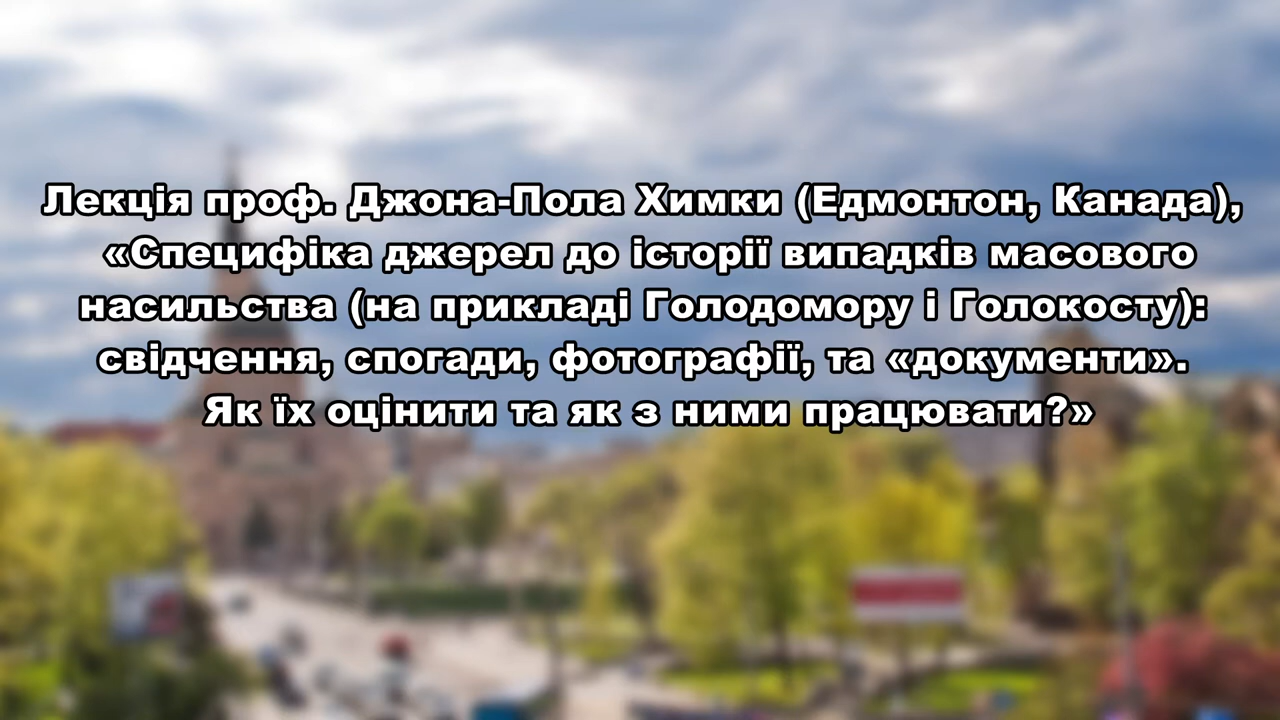 Лекція проф. Джона-Пола Химки (Едмонтон, Канада),
«Специфіка джерел до історії випадків масового
насильства (на прикладі Голодомору і Голокосту):
свідчення, спогади, фотографії, та «документи».
Як їх оцінити та як з ними працювати?»